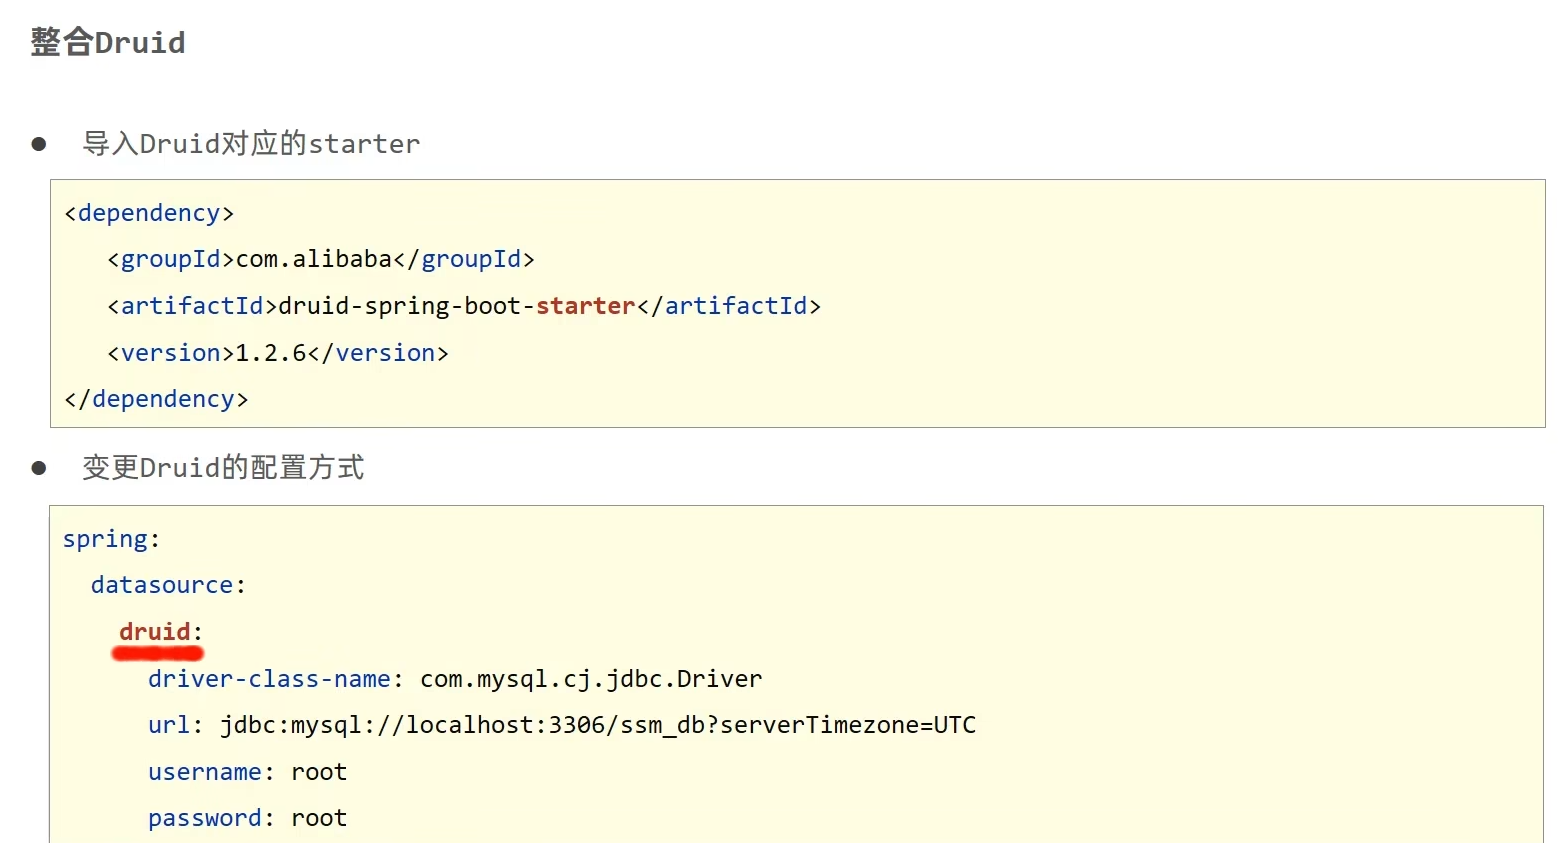 整合Druid
● 导入Druid对应的starter
<dependency>
<groupId>com.alibaba</groupId>
<artifactId>druid-spring-boot-starter</artifactId>
<version>1.2.6</version>
</dependency>
● 变更Druid的配置方式
spring:
datasource:
druid:
driver-class-name: com.mysql.cj.jdbc.Driver
url: jdbc:mysql://localhost:3306/ssm_db?serverTimezone=UTC
username: root
password: root